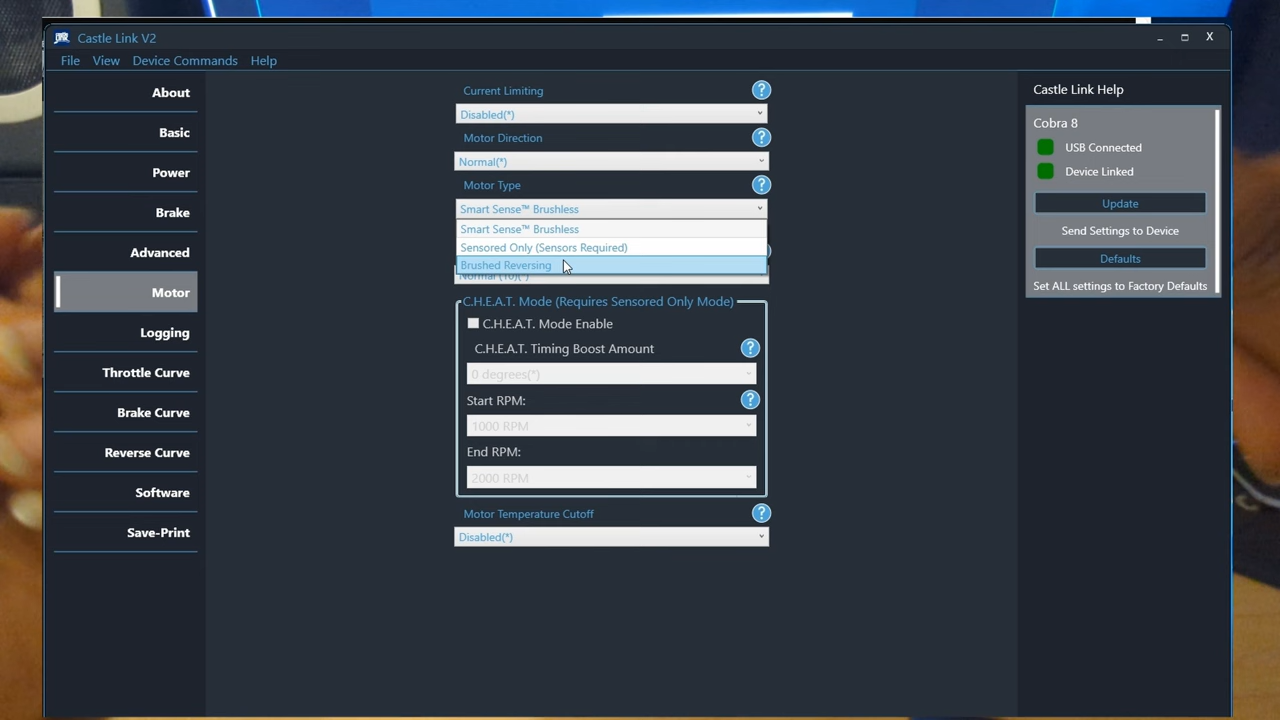 Castle Link V2
File View Device Commands Help
About
Basic
Power
Brake
Advanced
Motor
Logging
Throttle Curve
Brake Curve
Reverse Curve
Software
Save-Print
Current Limiting ?
Disabled(*)
Motor Direction ?
Normal(*)
Motor Type ?
Smart Sense™ Brushless
Smart Sense™ Brushless
Sensored Only (Sensors Required)
Brushed Reversing
Normal (10)(*)
C.H.E.A.T. Mode (Requires Sensored Only Mode)
C.H.E.A.T. Mode Enable
C.H.E.A.T. Timing Boost Amount ?
0 degrees(*)
Start RPM: ?
1000 RPM
End RPM:
2000 RPM
Motor Temperature Cutoff ?
Disabled(*)
Castle Link Help
Cobra 8
USB Connected
Device Linked
Update
Send Settings to Device
Defaults
Set ALL settings to Factory Defaults